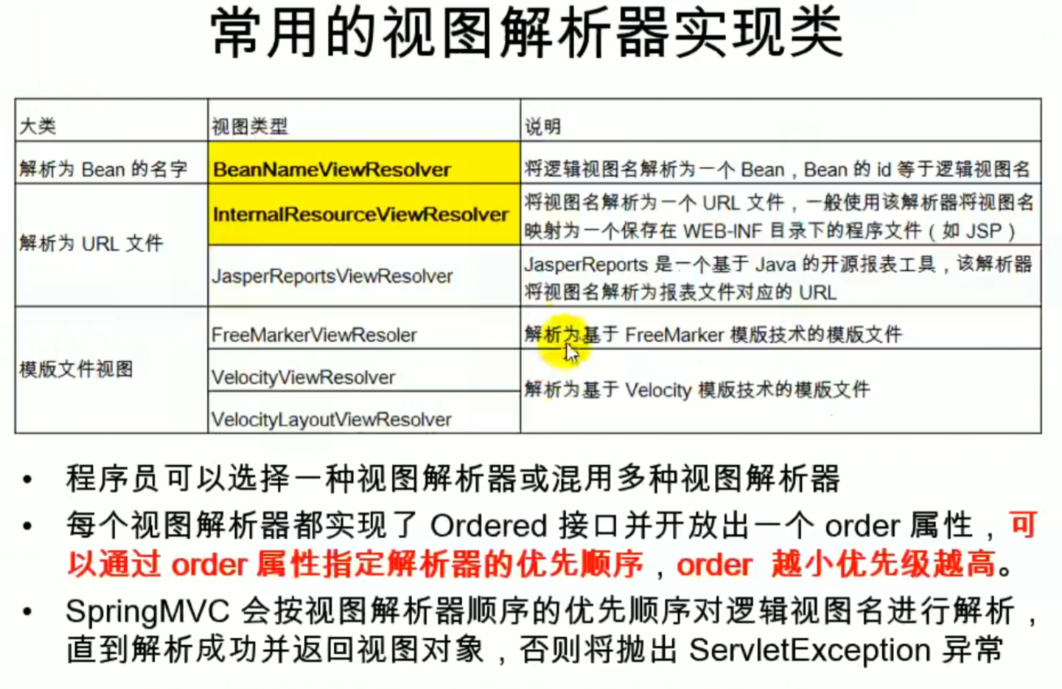 常用的视图解析器实现类
大类 视图类型 说明
解析为 Bean 的名字 BeanNameViewResolver 将逻辑视图名解析为一个 Bean，Bean 的 id 等于逻辑视图名
解析为 URL 文件 InternalResourceViewResolver 将视图名解析为一个 URL 文件，一般使用该解析器将视图名
映射为一个保存在 WEB-INF 目录下的程序文件（如 JSP）
JasperReportsViewResolver JasperReports 是一个基于 Java 的开源报表工具，该解析器
将视图名解析为报表文件对应的 URL
模版文件视图 FreeMarkerViewResoler 解析为基于 FreeMarker 模版技术的模版文件
VelocityViewResolver 解析为基于 Velocity 模版技术的模版文件
VelocityLayoutViewResolver
• 程序员可以选择一种视图解析器或混用多种视图解析器
• 每个视图解析器都实现了 Ordered 接口并开放出一个 order 属性，可
以通过 order 属性指定解析器的优先顺序，order 越小优先级越高。
• SpringMVC 会按视图解析器顺序的优先顺序对逻辑视图名进行解析，
直到解析成功并返回视图对象，否则将抛出 ServletException 异常